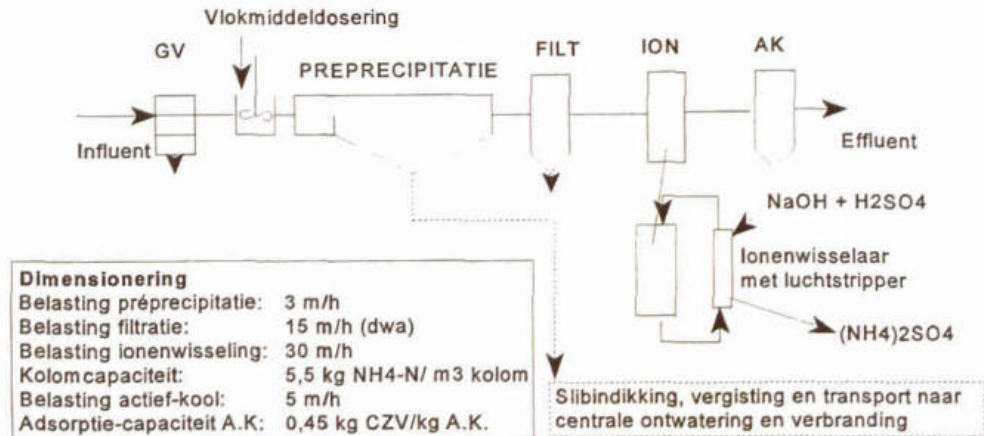 Vlokmiddeldosering
GV
PREPRECIPITATIE
FILT
ION
AK
Influent
Effluent
NaOH + H2SO4
Ionenwisselaar
met luchtstripper
(NH4)2SO4
Dimensionering
Belasting préprecipitatie: 3 m/h
Belasting filtratie: 15 m/h (dwa)
Belasting ionenwisseling: 30 m/h
Kolomcapaciteit: 5,5 kg NH4-N/ m3 kolom
Belasting actief-kool: 5 m/h
Adsorptie-capaciteit A.K: 0,45 kg CZV/kg A.K.
Slibindikking, vergisting en transport naar
centrale ontwatering en verbranding